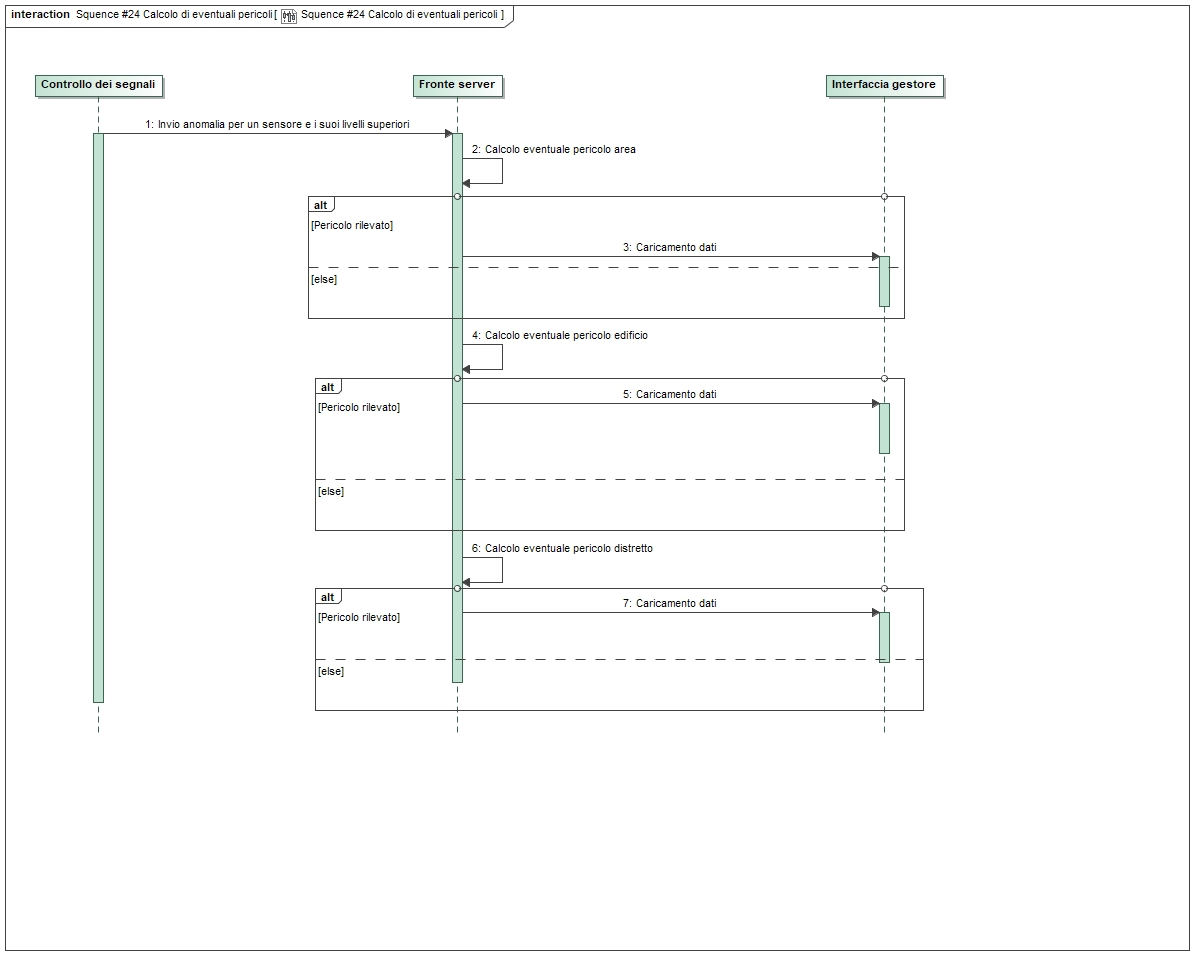 interaction Squence #24 Calcolo di eventuali pericoli[ Squence #24 Calcolo di eventuali pericoli ]
Controllo dei segnali
Fronte server
Interfaccia gestore
1: Invio anomalia per un sensore e i suoi livelli superiori
2: Calcolo eventuale pericolo area
alt
[Pericolo rilevato]
3: Caricamento dati
[else]
4: Calcolo eventuale pericolo edificio
alt
5: Caricamento dati
[Pericolo rilevato]
[else]
6: Calcolo eventuale pericolo distretto
alt
7: Caricamento dati
[Pericolo rilevato]
[else]